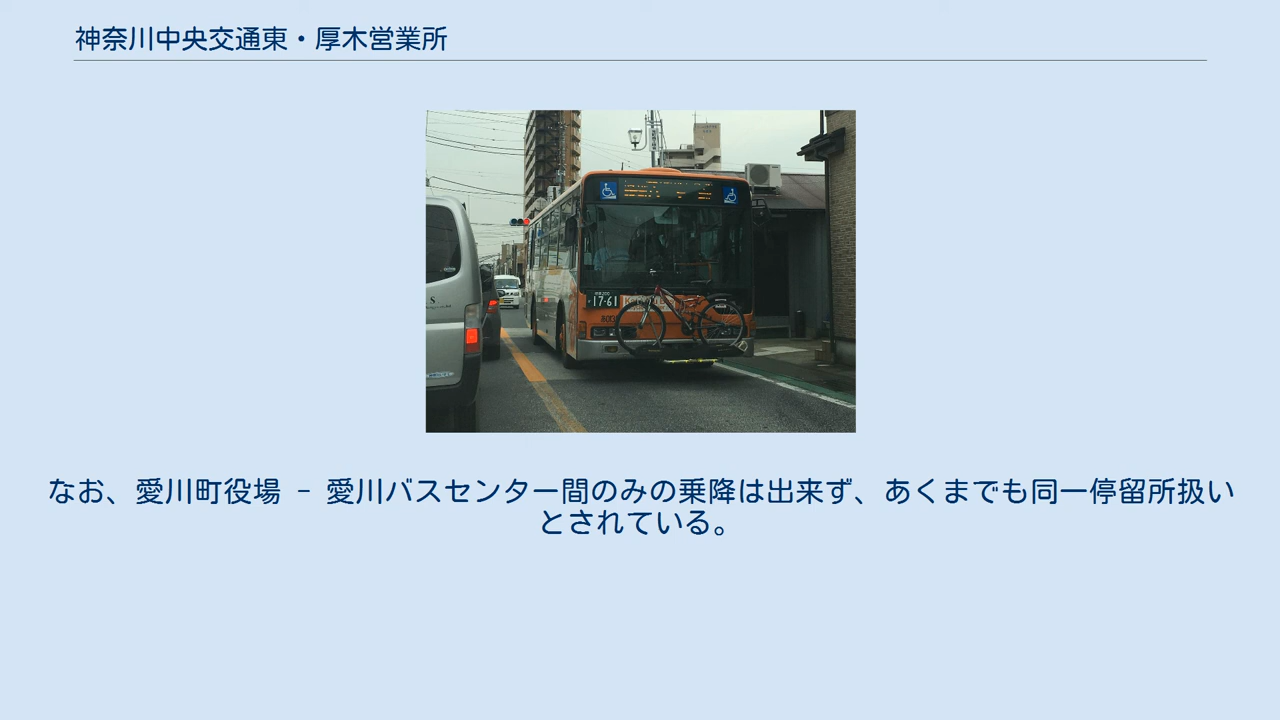 神奈川中央交通東・厚木営業所
17-61
なお、愛川町役場 - 愛川バスセンター間のみの乗降は出来ず、あくまでも同一停留所扱い
とされている。